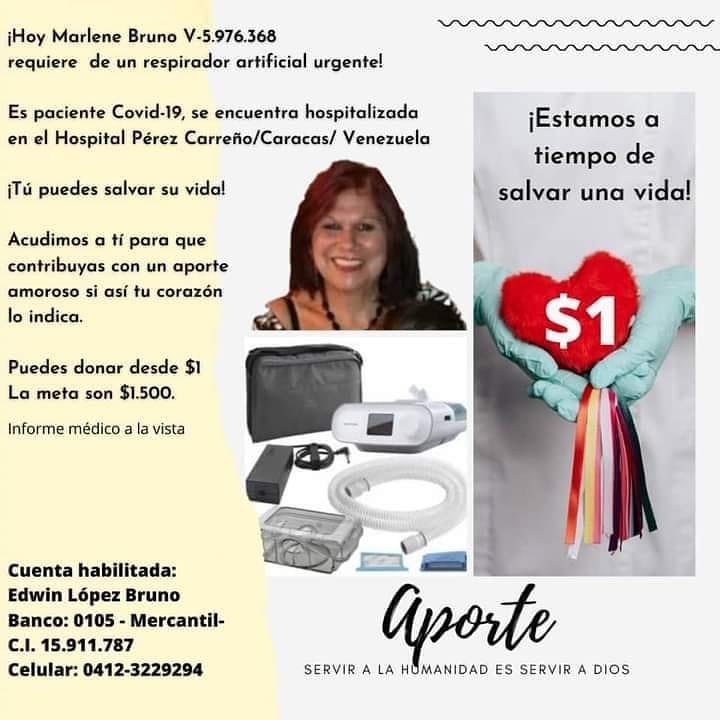 ¡Hoy Marlene Bruno V-5.976.368
requiere de un respirador artificial urgente!
Es paciente Covid-19, se encuentra hospitalizada
en el Hospital Pérez Carreño/Caracas/ Venezuela
¡Tú puedes salvar su vida!
Acudimos a tí para que
contribuyas con un aporte
amoroso si así tu corazón
lo indica.
Puedes donar desde $1
La meta son $1.500.
Informe médico a la vista
Cuenta habilitada:
Edwin López Bruno
Banco: 0105 - Mercantil-
C.I. 15.911.787
Celular: 0412-3229294
¡Estamos a
tiempo de
salvar una vida!
$1
Aporte
SERVIR A LA HUMANIDAD ES SERVIR A DIOS